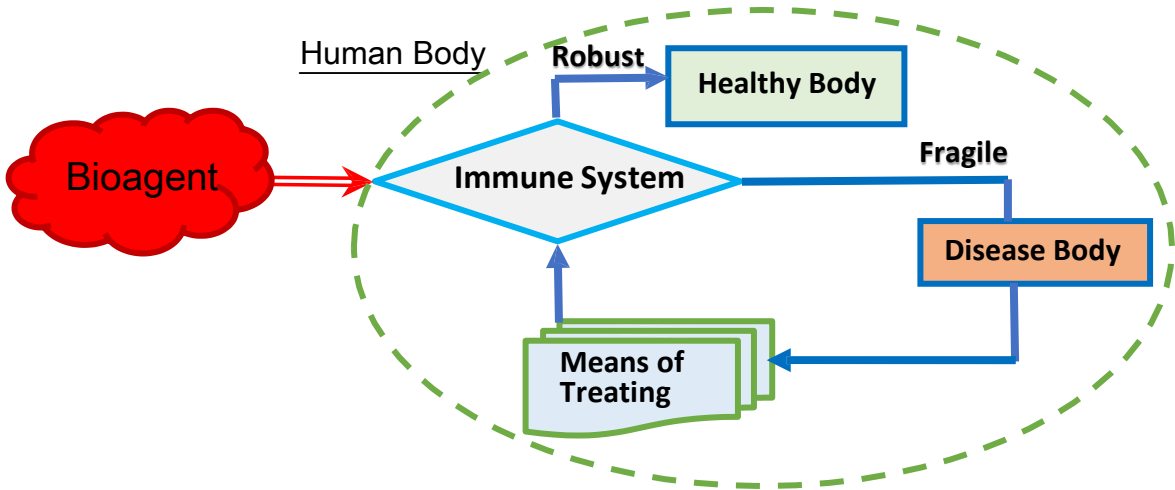 Human Body
Robust
Healthy Body
Bioagent
Immune System
Fragile
Disease Body
Means of
Treating